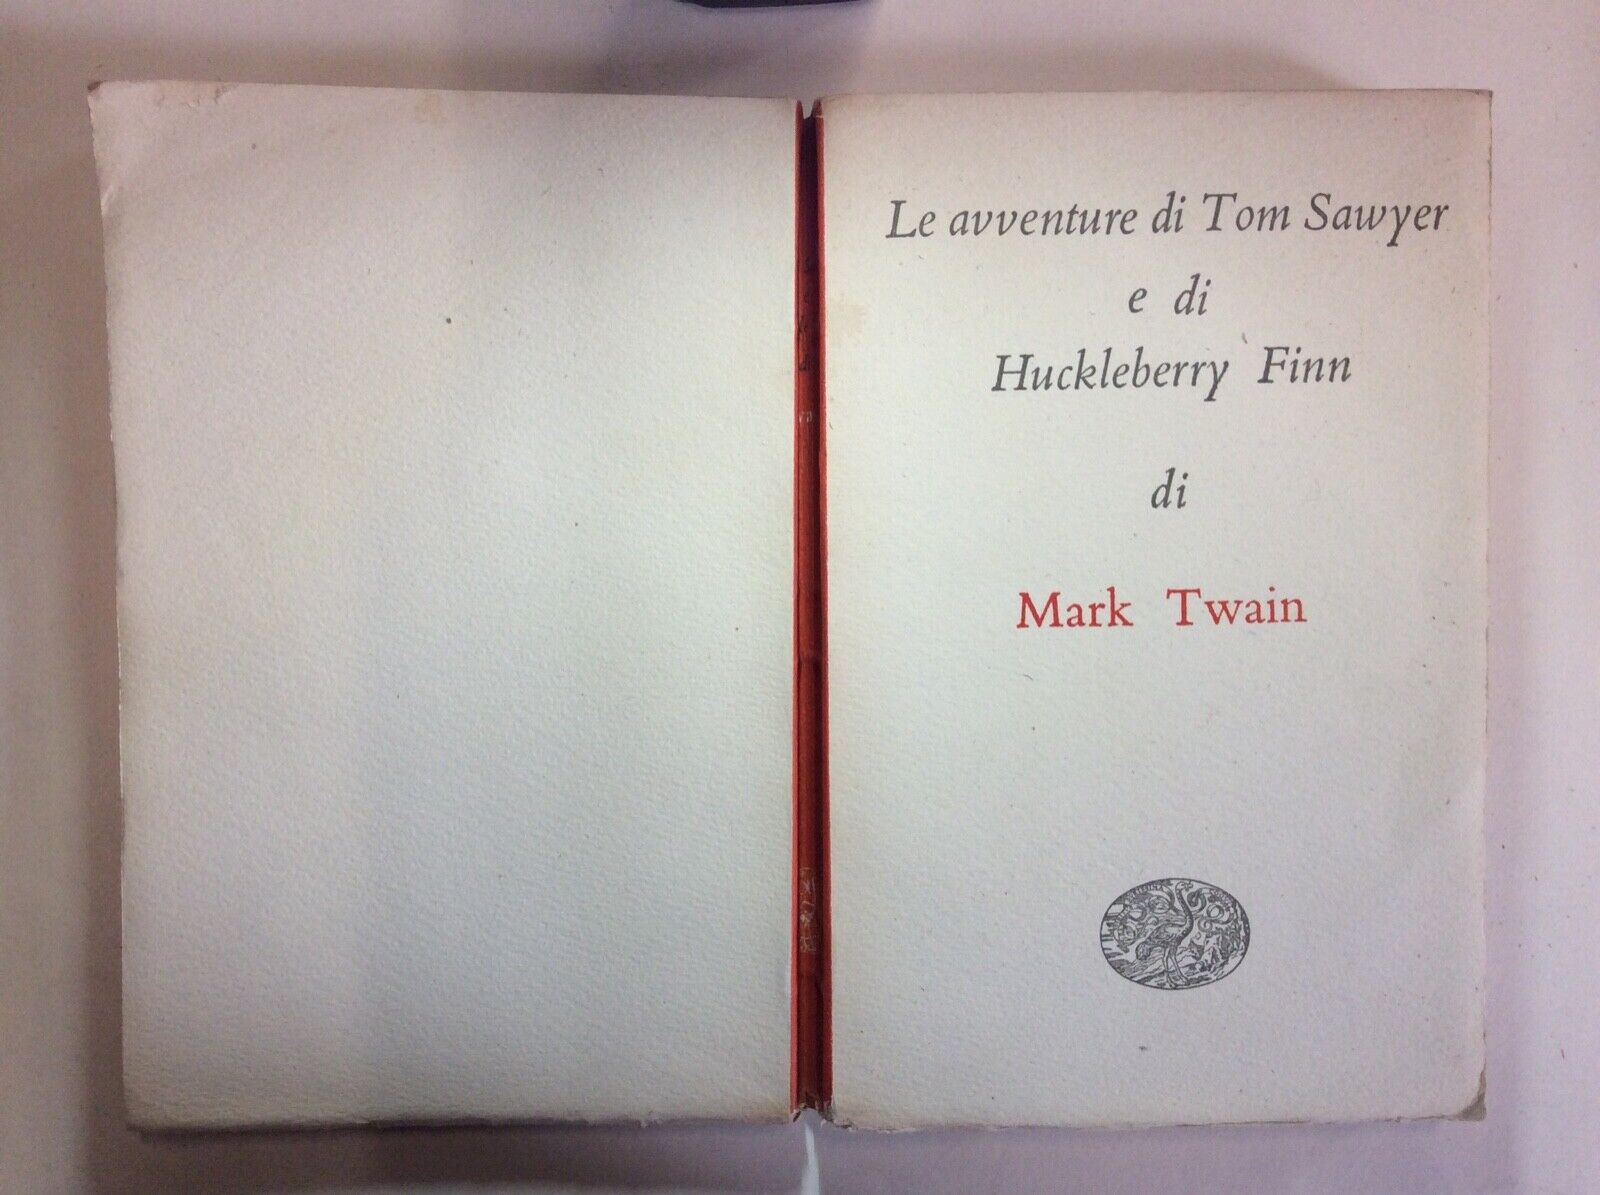 Le avventure di Tom Sawyer
e di
Huckleberry Finn
di
Mark Twain